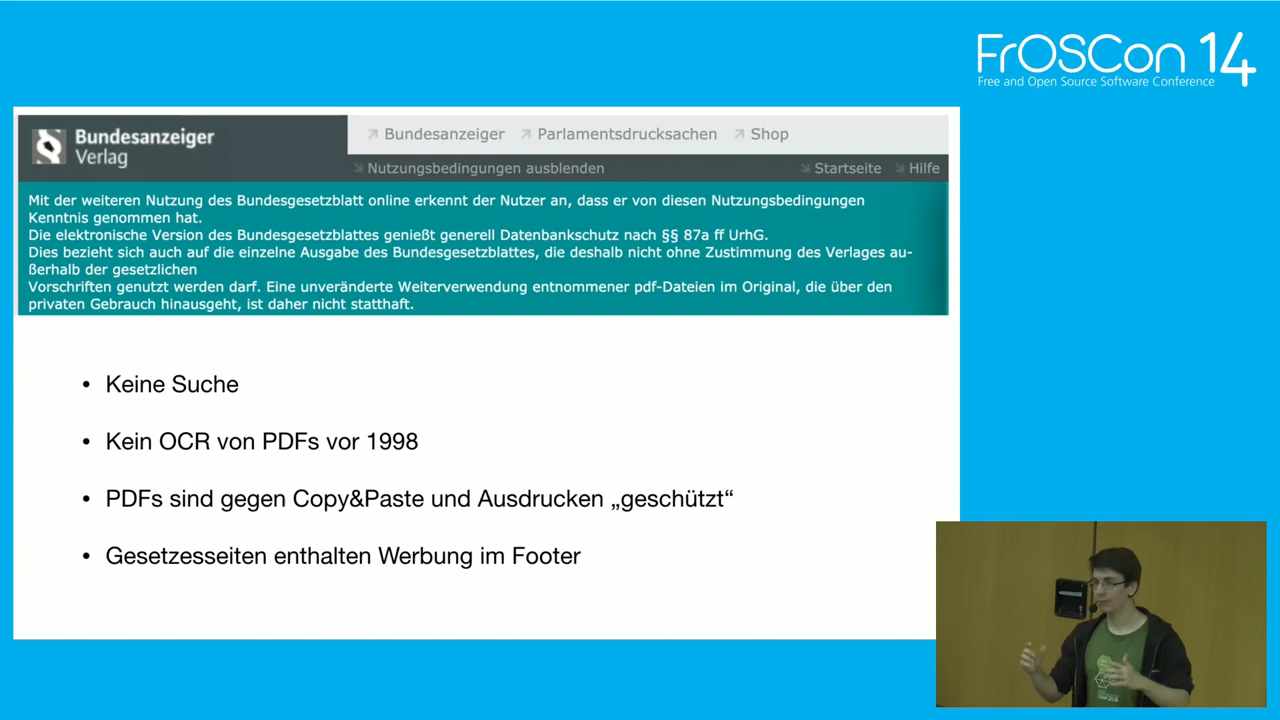 FrOSCon 14
Free and Open Source Software Conference
Bundesanzeiger
Verlag
Bundesanzeiger Parlamentsdrucksachen Shop
Nutzungsbedingungen ausblenden Startseite Hilfe
Mit der weiteren Nutzung des Bundesgesetzblatt online erkennt der Nutzer an, dass er von diesen Nutzungsbedingungen
Kenntnis genommen hat.
Die elektronische Version des Bundesgesetzblattes genießt generell Datenbankschutz nach §§ 87a ff UrhG.
Dies bezieht sich auch auf die einzelne Ausgabe des Bundesgesetzblattes, die deshalb nicht ohne Zustimmung des Verlages au-
ßerhalb der gesetzlichen
Vorschriften genutzt werden darf. Eine unveränderte Weiterverwendung entnommener pdf-Dateien im Original, die über den
privaten Gebrauch hinausgeht, ist daher nicht statthaft.
• Keine Suche
• Kein OCR von PDFs vor 1998
• PDFs sind gegen Copy&Paste und Ausdrucken „geschützt“
• Gesetzesseiten enthalten Werbung im Footer